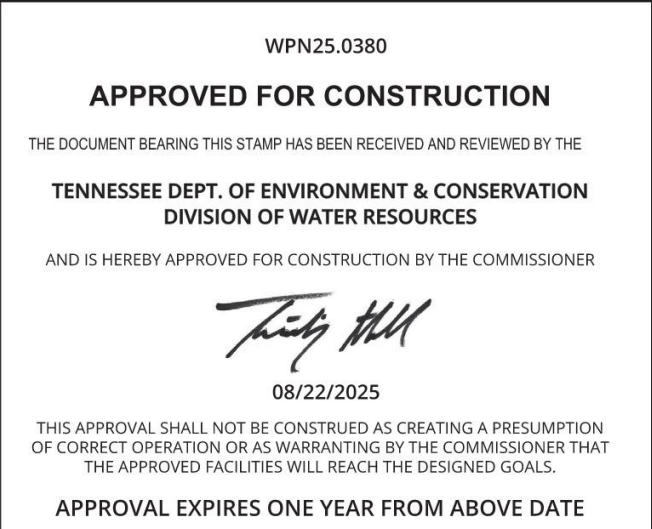 WPN25.0380
APPROVED FOR CONSTRUCTION
THE DOCUMENT BEARING THIS STAMP HAS BEEN RECEIVED AND REVIEWED BY THE
TENNESSEE DEPT. OF ENVIRONMENT & CONSERVATION
DIVISION OF WATER RESOURCES
AND IS HEREBY APPROVED FOR CONSTRUCTION BY THE COMMISSIONER
08/22/2025
THIS APPROVAL SHALL NOT BE CONSTRUED AS CREATING A PRESUMPTION
OF CORRECT OPERATION OR AS WARRANTING BY THE COMMISSIONER THAT
THE APPROVED FACILITIES WILL REACH THE DESIGNED GOALS.
APPROVAL EXPIRES ONE YEAR FROM ABOVE DATE